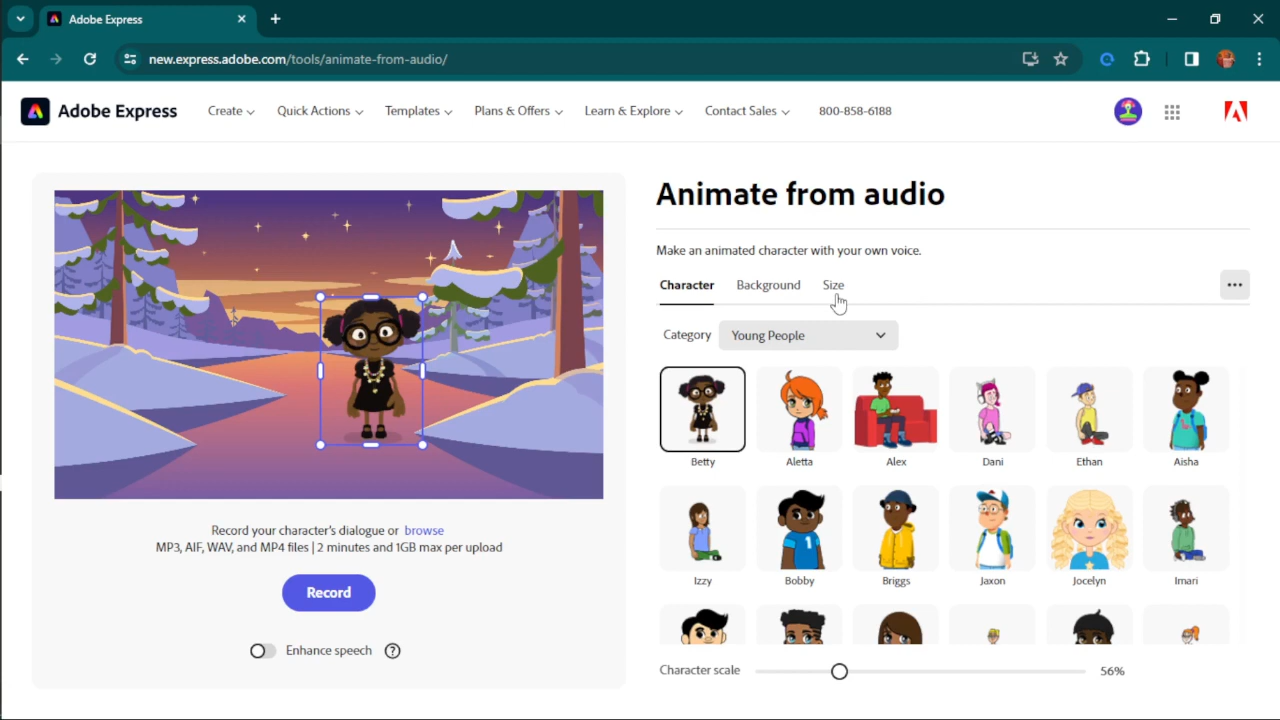 Adobe Express
new.express.adobe.com/tools/animate-from-audio/
Adobe Express Create Quick Actions Templates Plans & Offers Learn & Explore Contact Sales 800-858-6188
Animate from audio
Make an animated character with your own voice.
Character Background Size
Category Young People
Betty Aletta Alex Dani Ethan Aisha
1
Izzy Bobby Briggs Jaxon Jocelyn Imari
Character scale 56%
Record your character's dialogue or browse
MP3, AIF, WAV, and MP4 files | 2 minutes and 1GB max per upload
Record
Enhance speech ?